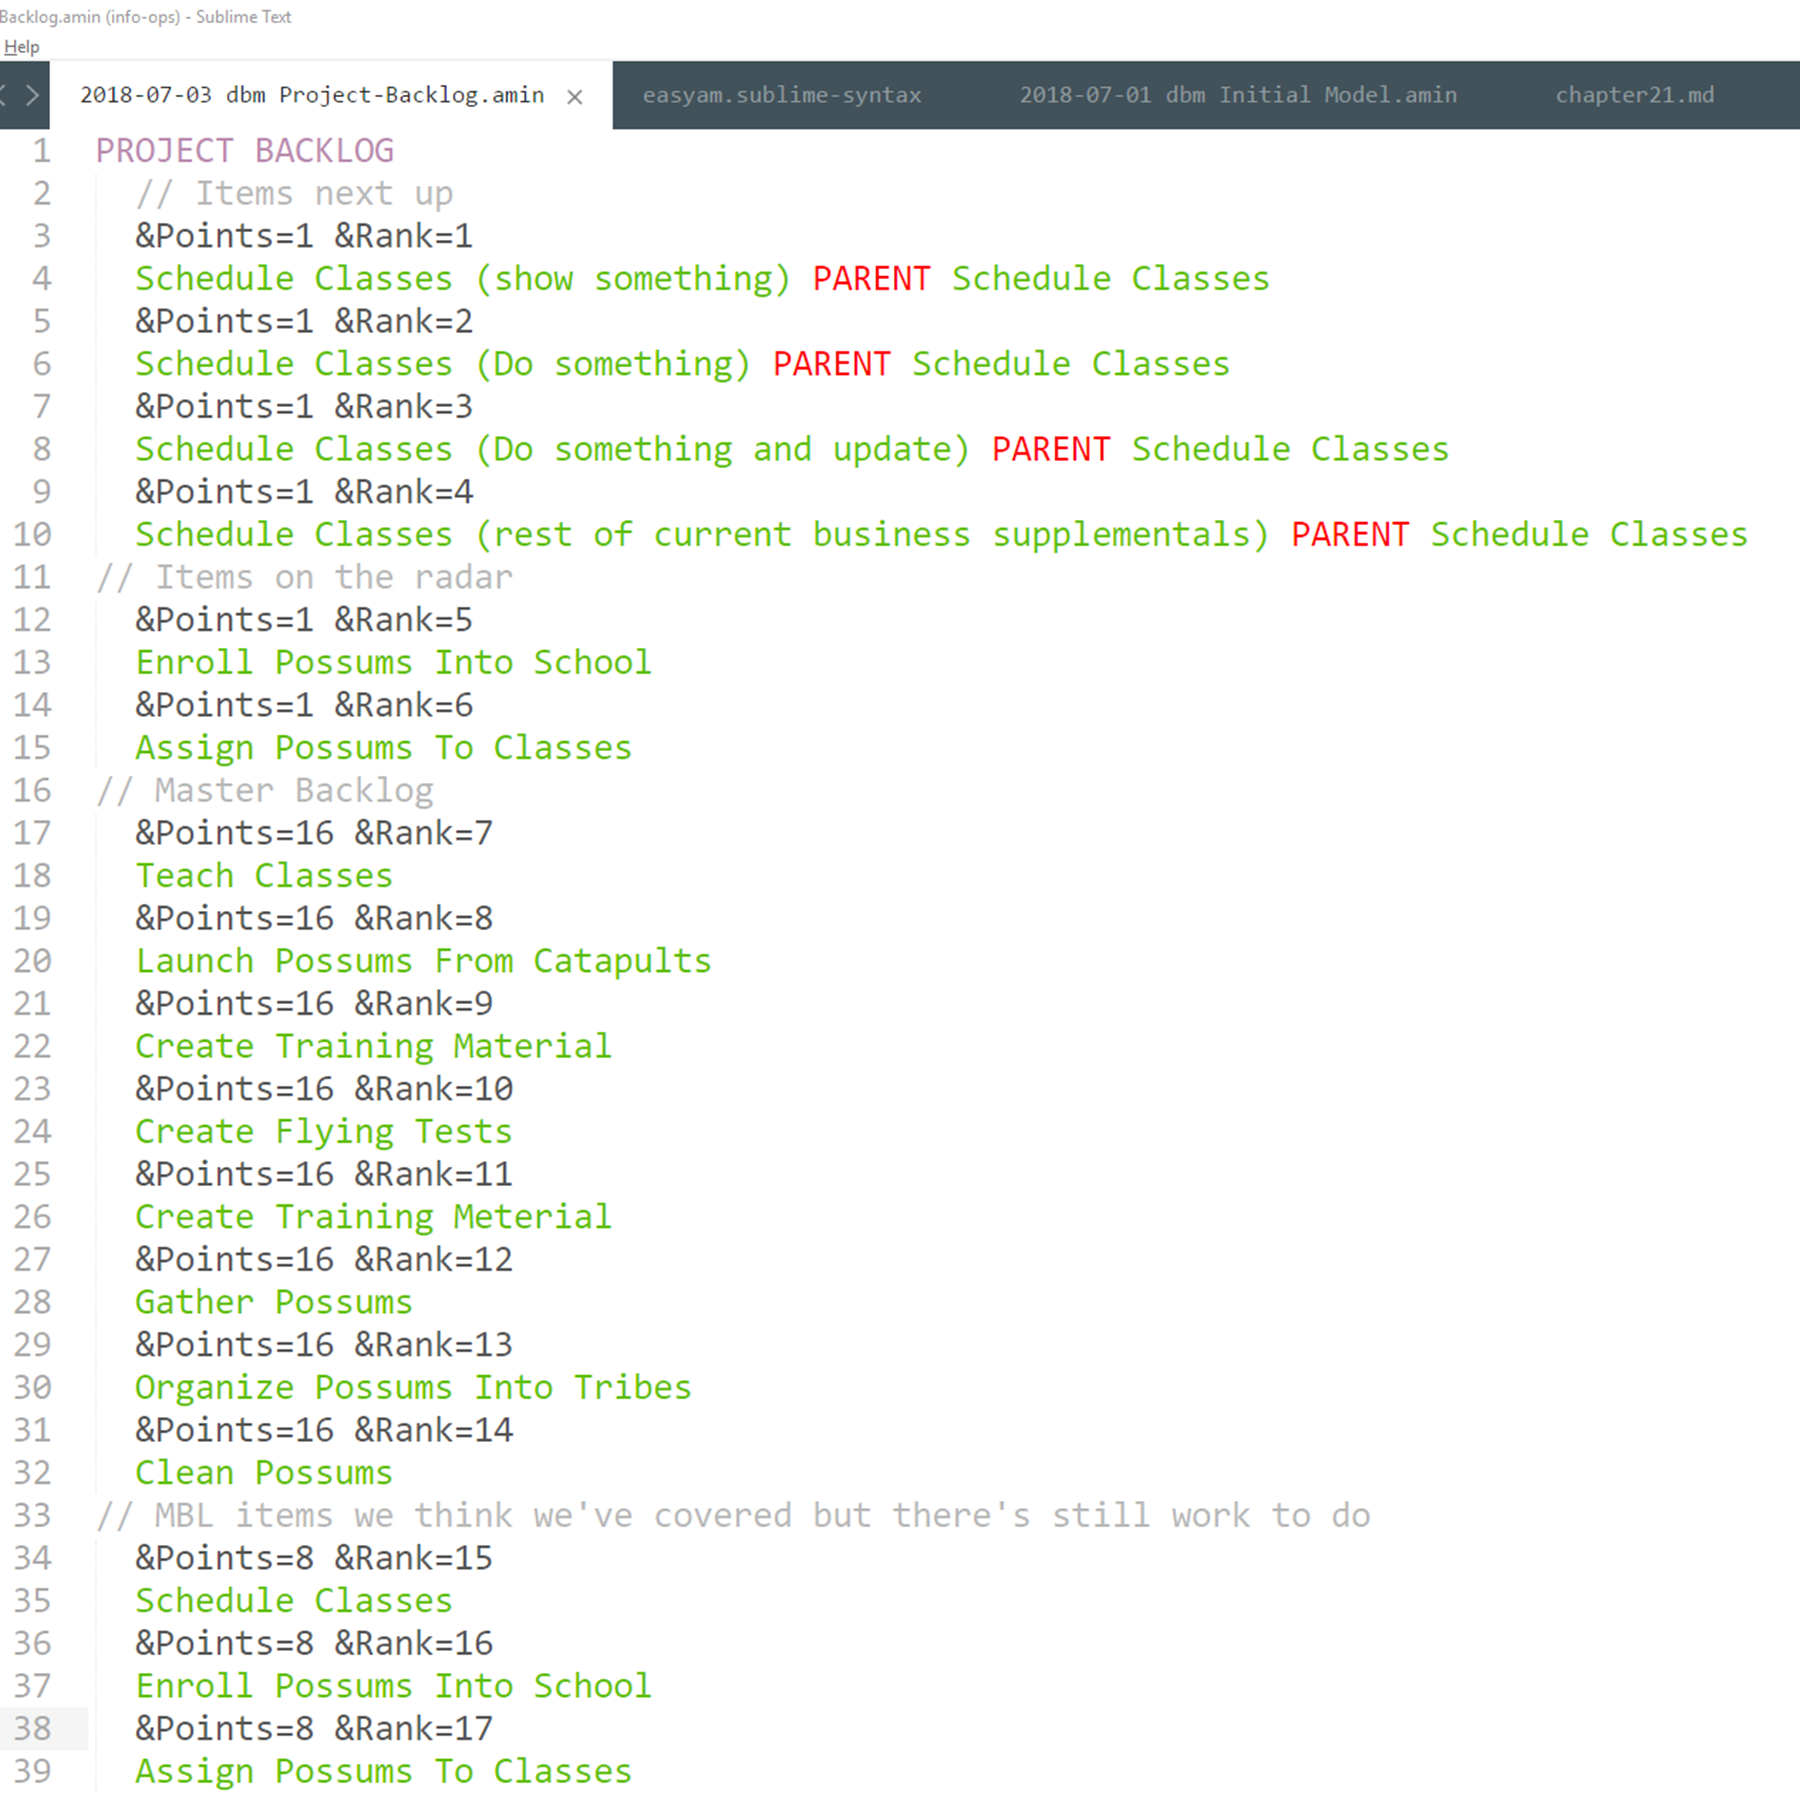 Backlog.amin (info-ops) - Sublime Text
Help
2018-07-03 dbm Project-Backlog.amin × easyam.sublime-syntax 2018-07-01 dbm Initial Model.amin chapter21.md
1 PROJECT BACKLOG
2 // Items next up
3 &Points=1 &Rank=1
4 Schedule Classes (show something) PARENT Schedule Classes
5 &Points=1 &Rank=2
6 Schedule Classes (Do something) PARENT Schedule Classes
7 &Points=1 &Rank=3
8 Schedule Classes (Do something and update) PARENT Schedule Classes
9 &Points=1 &Rank=4
10 Schedule Classes (rest of current business supplementals) PARENT Schedule Classes
11 // Items on the radar
12 &Points=1 &Rank=5
13 Enroll Possums Into School
14 &Points=1 &Rank=6
15 Assign Possums To Classes
16 // Master Backlog
17 &Points=16 &Rank=7
18 Teach Classes
19 &Points=16 &Rank=8
20 Launch Possums From Catapults
21 &Points=16 &Rank=9
22 Create Training Material
23 &Points=16 &Rank=10
24 Create Flying Tests
25 &Points=16 &Rank=11
26 Create Training Meterial
27 &Points=16 &Rank=12
28 Gather Possums
29 &Points=16 &Rank=13
30 Organize Possums Into Tribes
31 &Points=16 &Rank=14
32 Clean Possums
33 // MBL items we think we've covered but there's still work to do
34 &Points=8 &Rank=15
35 Schedule Classes
36 &Points=8 &Rank=16
37 Enroll Possums Into School
38 &Points=8 &Rank=17
39 Assign Possums To Classes